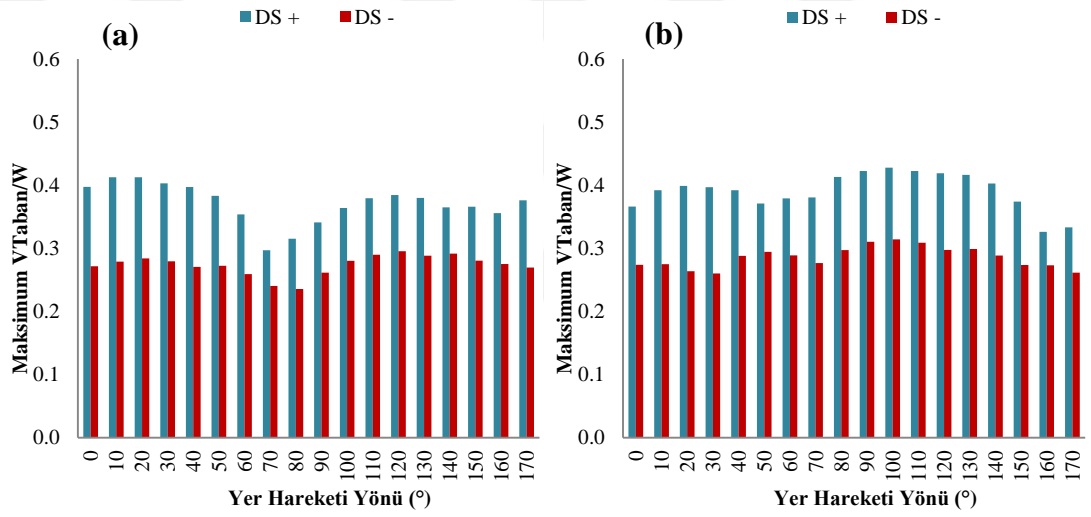 DS + DS -
(a)
0.6
0.5
0.4
0.3
0.2
0.1
0.0
Maksimum VTaban/W
0 10 20 30 40 50 60 70 80 90 100 110 120 130 140 150 160 170
Yer Hareketi Yönü (°)
DS + DS -
(b)
0.6
0.5
0.4
0.3
0.2
0.1
0.0
Maksimum VTaban/W
0 10 20 30 40 50 60 70 80 90 100 110 120 130 140 150 160 170
Yer Hareketi Yönü (°)